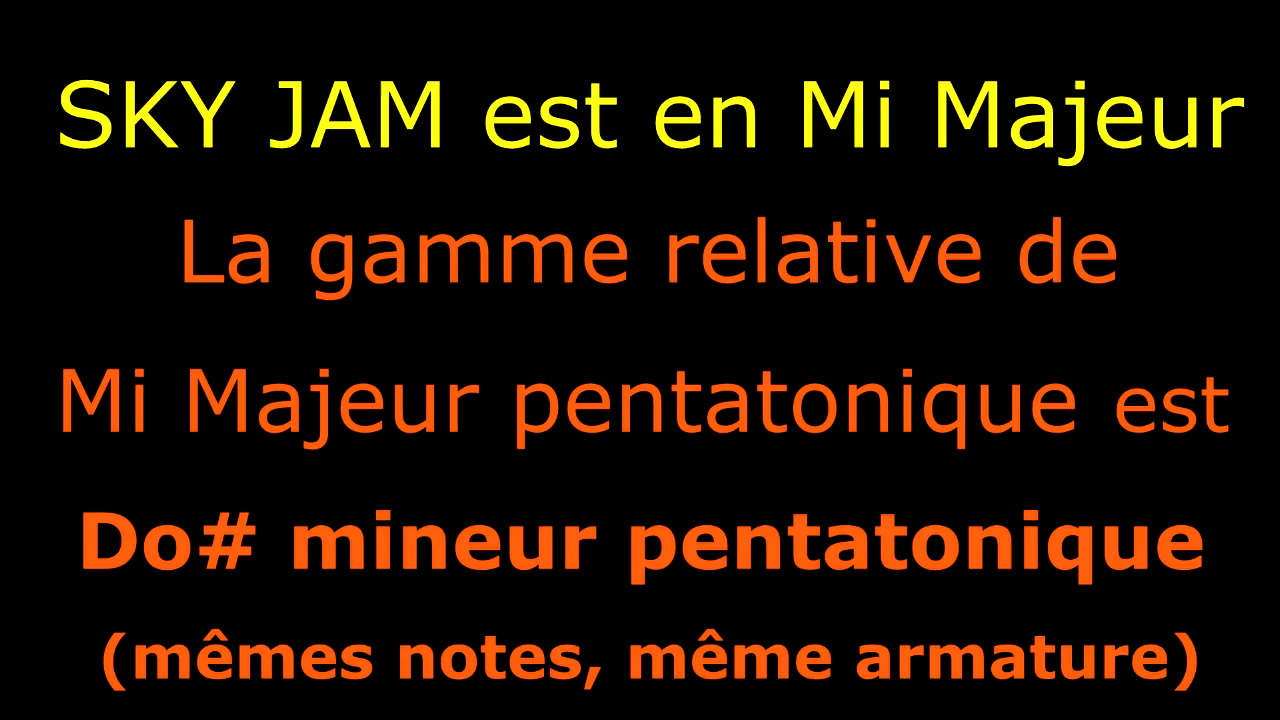 SKY JAM est en Mi Majeur
La gamme relative de
Mi Majeur pentatonique est
Do# mineur pentatonique
(mêmes notes, même armature)